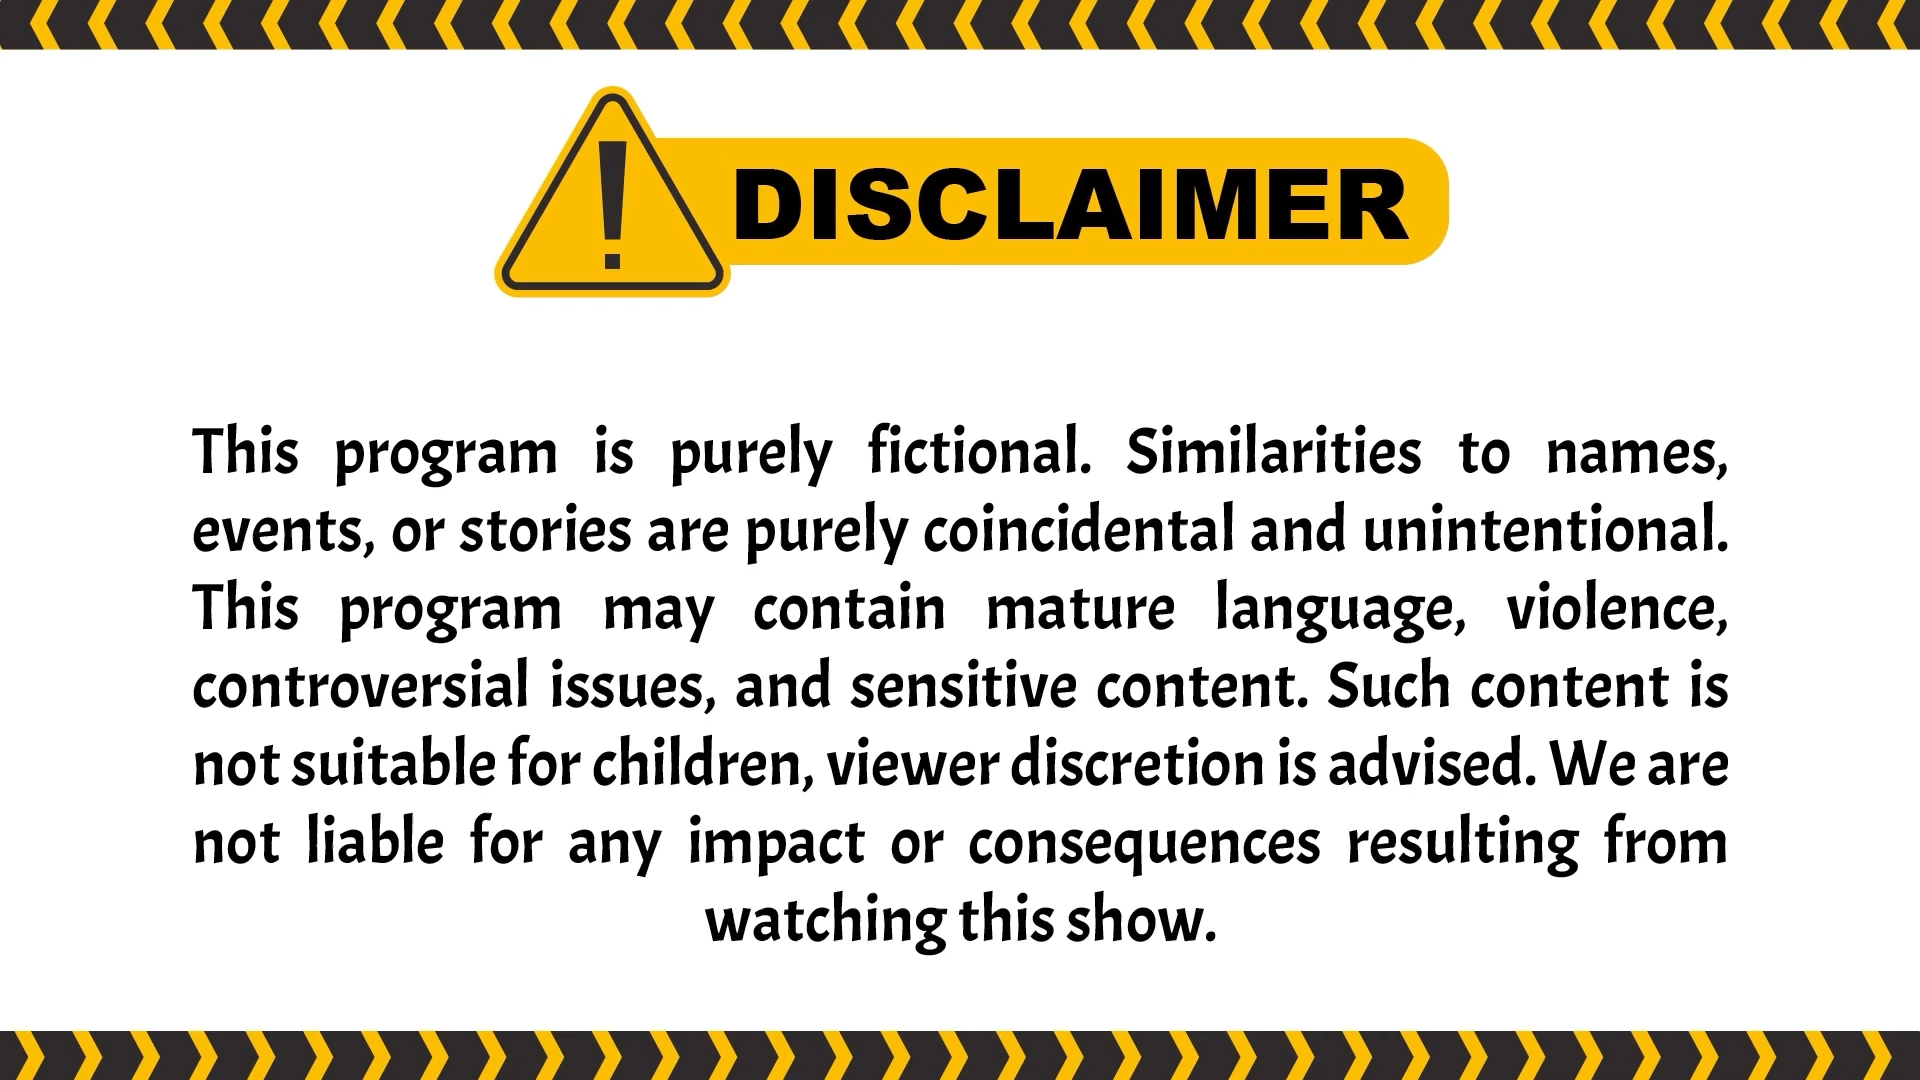 !
DISCLAIMER
This program is purely fictional. Similarities to names,
events, or stories are purely coincidental and unintentional.
This program may contain mature language, violence,
controversial issues, and sensitive content. Such content is
not suitable for children, viewer discretion is advised. We are
not liable for any impact or consequences resulting from
watching this show.